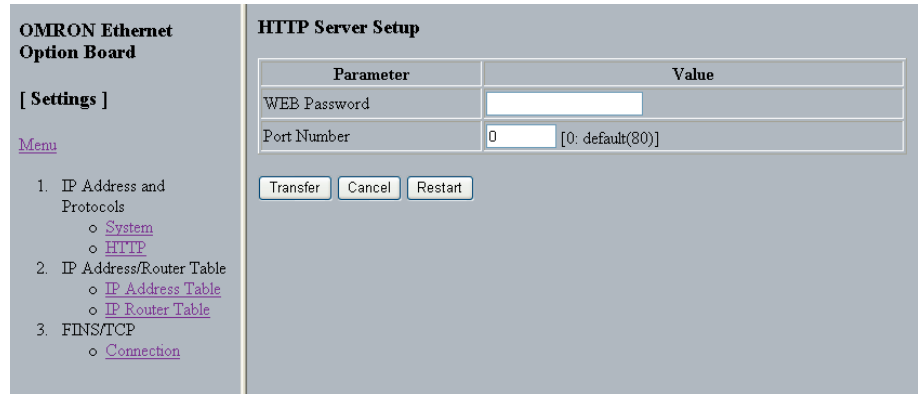 OMRON Ethernet
Option Board
[ Settings ]
Menu
1. IP Address and
Protocols
o System
o HTTP
2. IP Address/Router Table
o IP Address Table
o IP Router Table
3. FINS/TCP
o Connection
HTTP Server Setup
Parameter Value
WEB Password
Port Number 0 [0: default(80)]
Transfer Cancel Restart